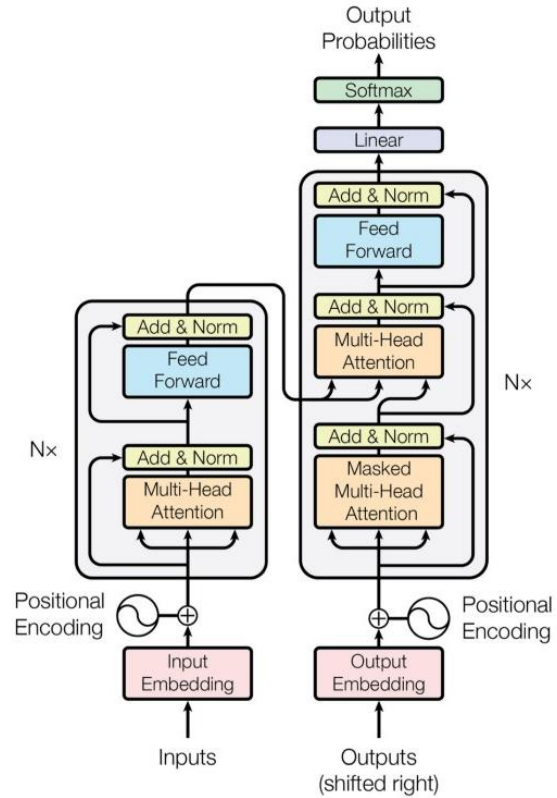 Output
Probabilities
Softmax
Linear
Add & Norm
Feed
Forward
Add & Norm
Multi-Head
Attention
Nx
Add & Norm
Masked
Multi-Head
Attention
Add & Norm
Feed
Forward
Nx
Add & Norm
Multi-Head
Attention
Positional
Encoding
Positional
Encoding
Input
Embedding
Output
Embedding
Inputs
Outputs
(shifted right)